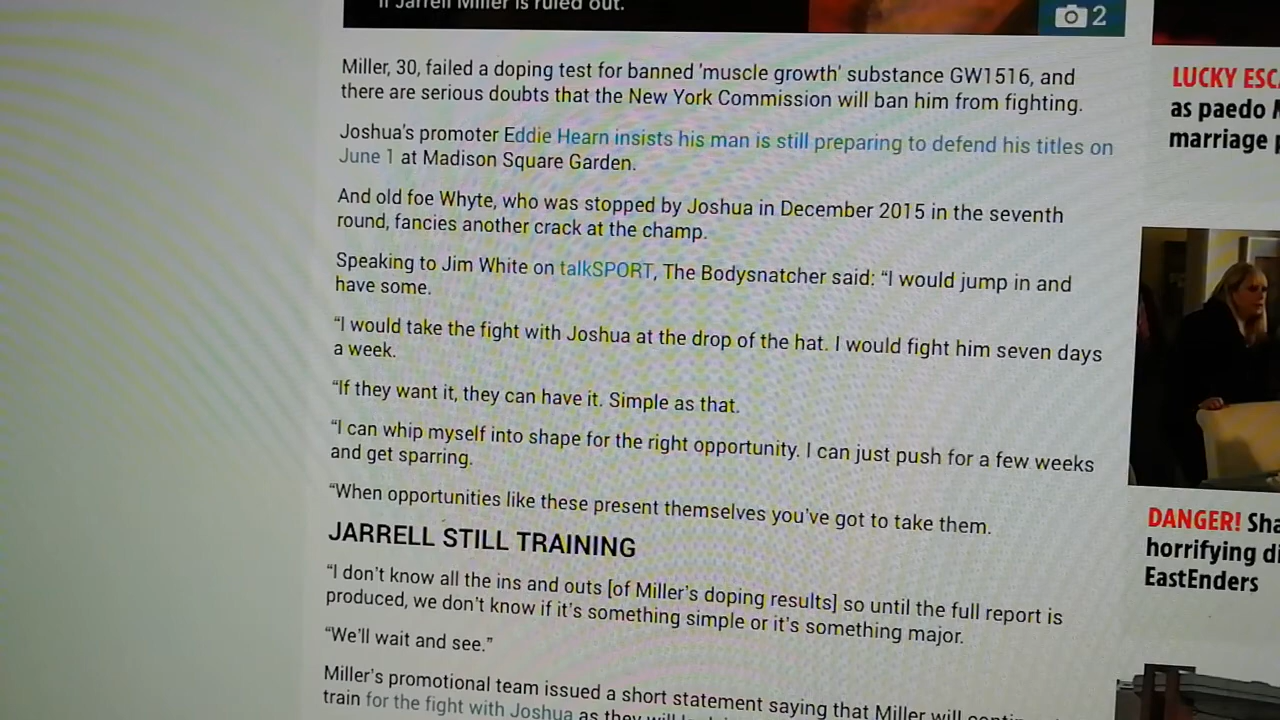 if Jarrell Miller is ruled out.
2
Miller, 30, failed a doping test for banned 'muscle growth' substance GW1516, and
there are serious doubts that the New York Commission will ban him from fighting.
Joshua's promoter Eddie Hearn insists his man is still preparing to defend his titles on
June 1 at Madison Square Garden.
And old foe Whyte, who was stopped by Joshua in December 2015 in the seventh
round, fancies another crack at the champ.
Speaking to Jim White on talkSPORT, The Bodysnatcher said: “I would jump in and
have some.
“I would take the fight with Joshua at the drop of the hat. I would fight him seven days
a week.
“If they want it, they can have it. Simple as that.
“I can whip myself into shape for the right opportunity. I can just push for a few weeks
and get sparring.
“When opportunities like these present themselves you’ve got to take them.
JARRELL STILL TRAINING
“I don’t know all the ins and outs [of Miller’s doping results] so until the full report is
produced, we don’t know if it’s something simple or it’s something major.
“We’ll wait and see.”
Miller’s promotional team issued a short statement saying that Miller will
train for the fight with Joshua as they will
LUCKY
as paedo
marriage
DANGER!
horrifying
EastEnders